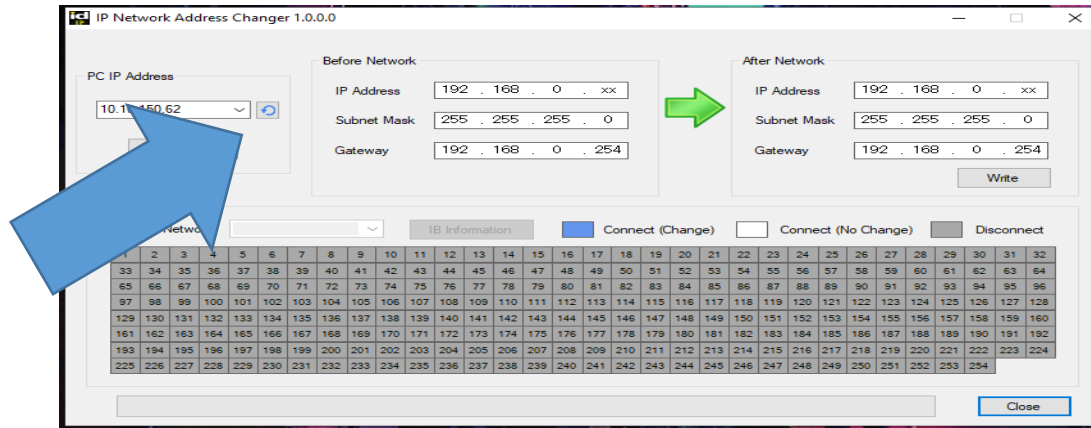 IP Network Address Changer 1.0.0.0
PC IP Address
Before Network
IP Address 192 . 168 . 0 . xx
Subnet Mask 255 . 255 . 255 . 0
Gateway 192 . 168 . 0 . 254
After Network
IP Address 192 . 168 . 0 . xx
Subnet Mask 255 . 255 . 255 . 0
Gateway 192 . 168 . 0 . 254
Write
IB Information Connect (Change) Connect (No Change) Disconnect
2 3 4 5 6 7 8 9 10 11 12 13 14 15 16 17 18 19 20 21 22 23 24 25 26 27 28 29 30 31 32
33 34 35 36 37 38 39 40 41 42 43 44 45 46 47 48 49 50 51 52 53 54 55 56 57 58 59 60 61 62 63 64
65 66 67 68 69 70 71 72 73 74 75 76 77 78 79 80 81 82 83 84 85 86 87 88 89 90 91 92 93 94 95 96
97 98 99 100 101 102 103 104 105 106 107 108 109 110 111 112 113 114 115 116 117 118 119 120 121 122 123 124 125 126 127 128
129 130 131 132 133 134 135 136 137 138 139 140 141 142 143 144 145 146 147 148 149 150 151 152 153 154 155 156 157 158 159 160
161 162 163 164 165 166 167 168 169 170 171 172 173 174 175 176 177 178 179 180 181 182 183 184 185 186 187 188 189 190 191 192
193 194 195 196 197 198 199 200 201 202 203 204 205 206 207 208 209 210 211 212 213 214 215 216 217 218 219 220 221 222 223 224
225 226 227 228 229 230 231 232 233 234 235 236 237 238 239 240 241 242 243 244 245 246 247 248 249 250 251 252 253 254
Close